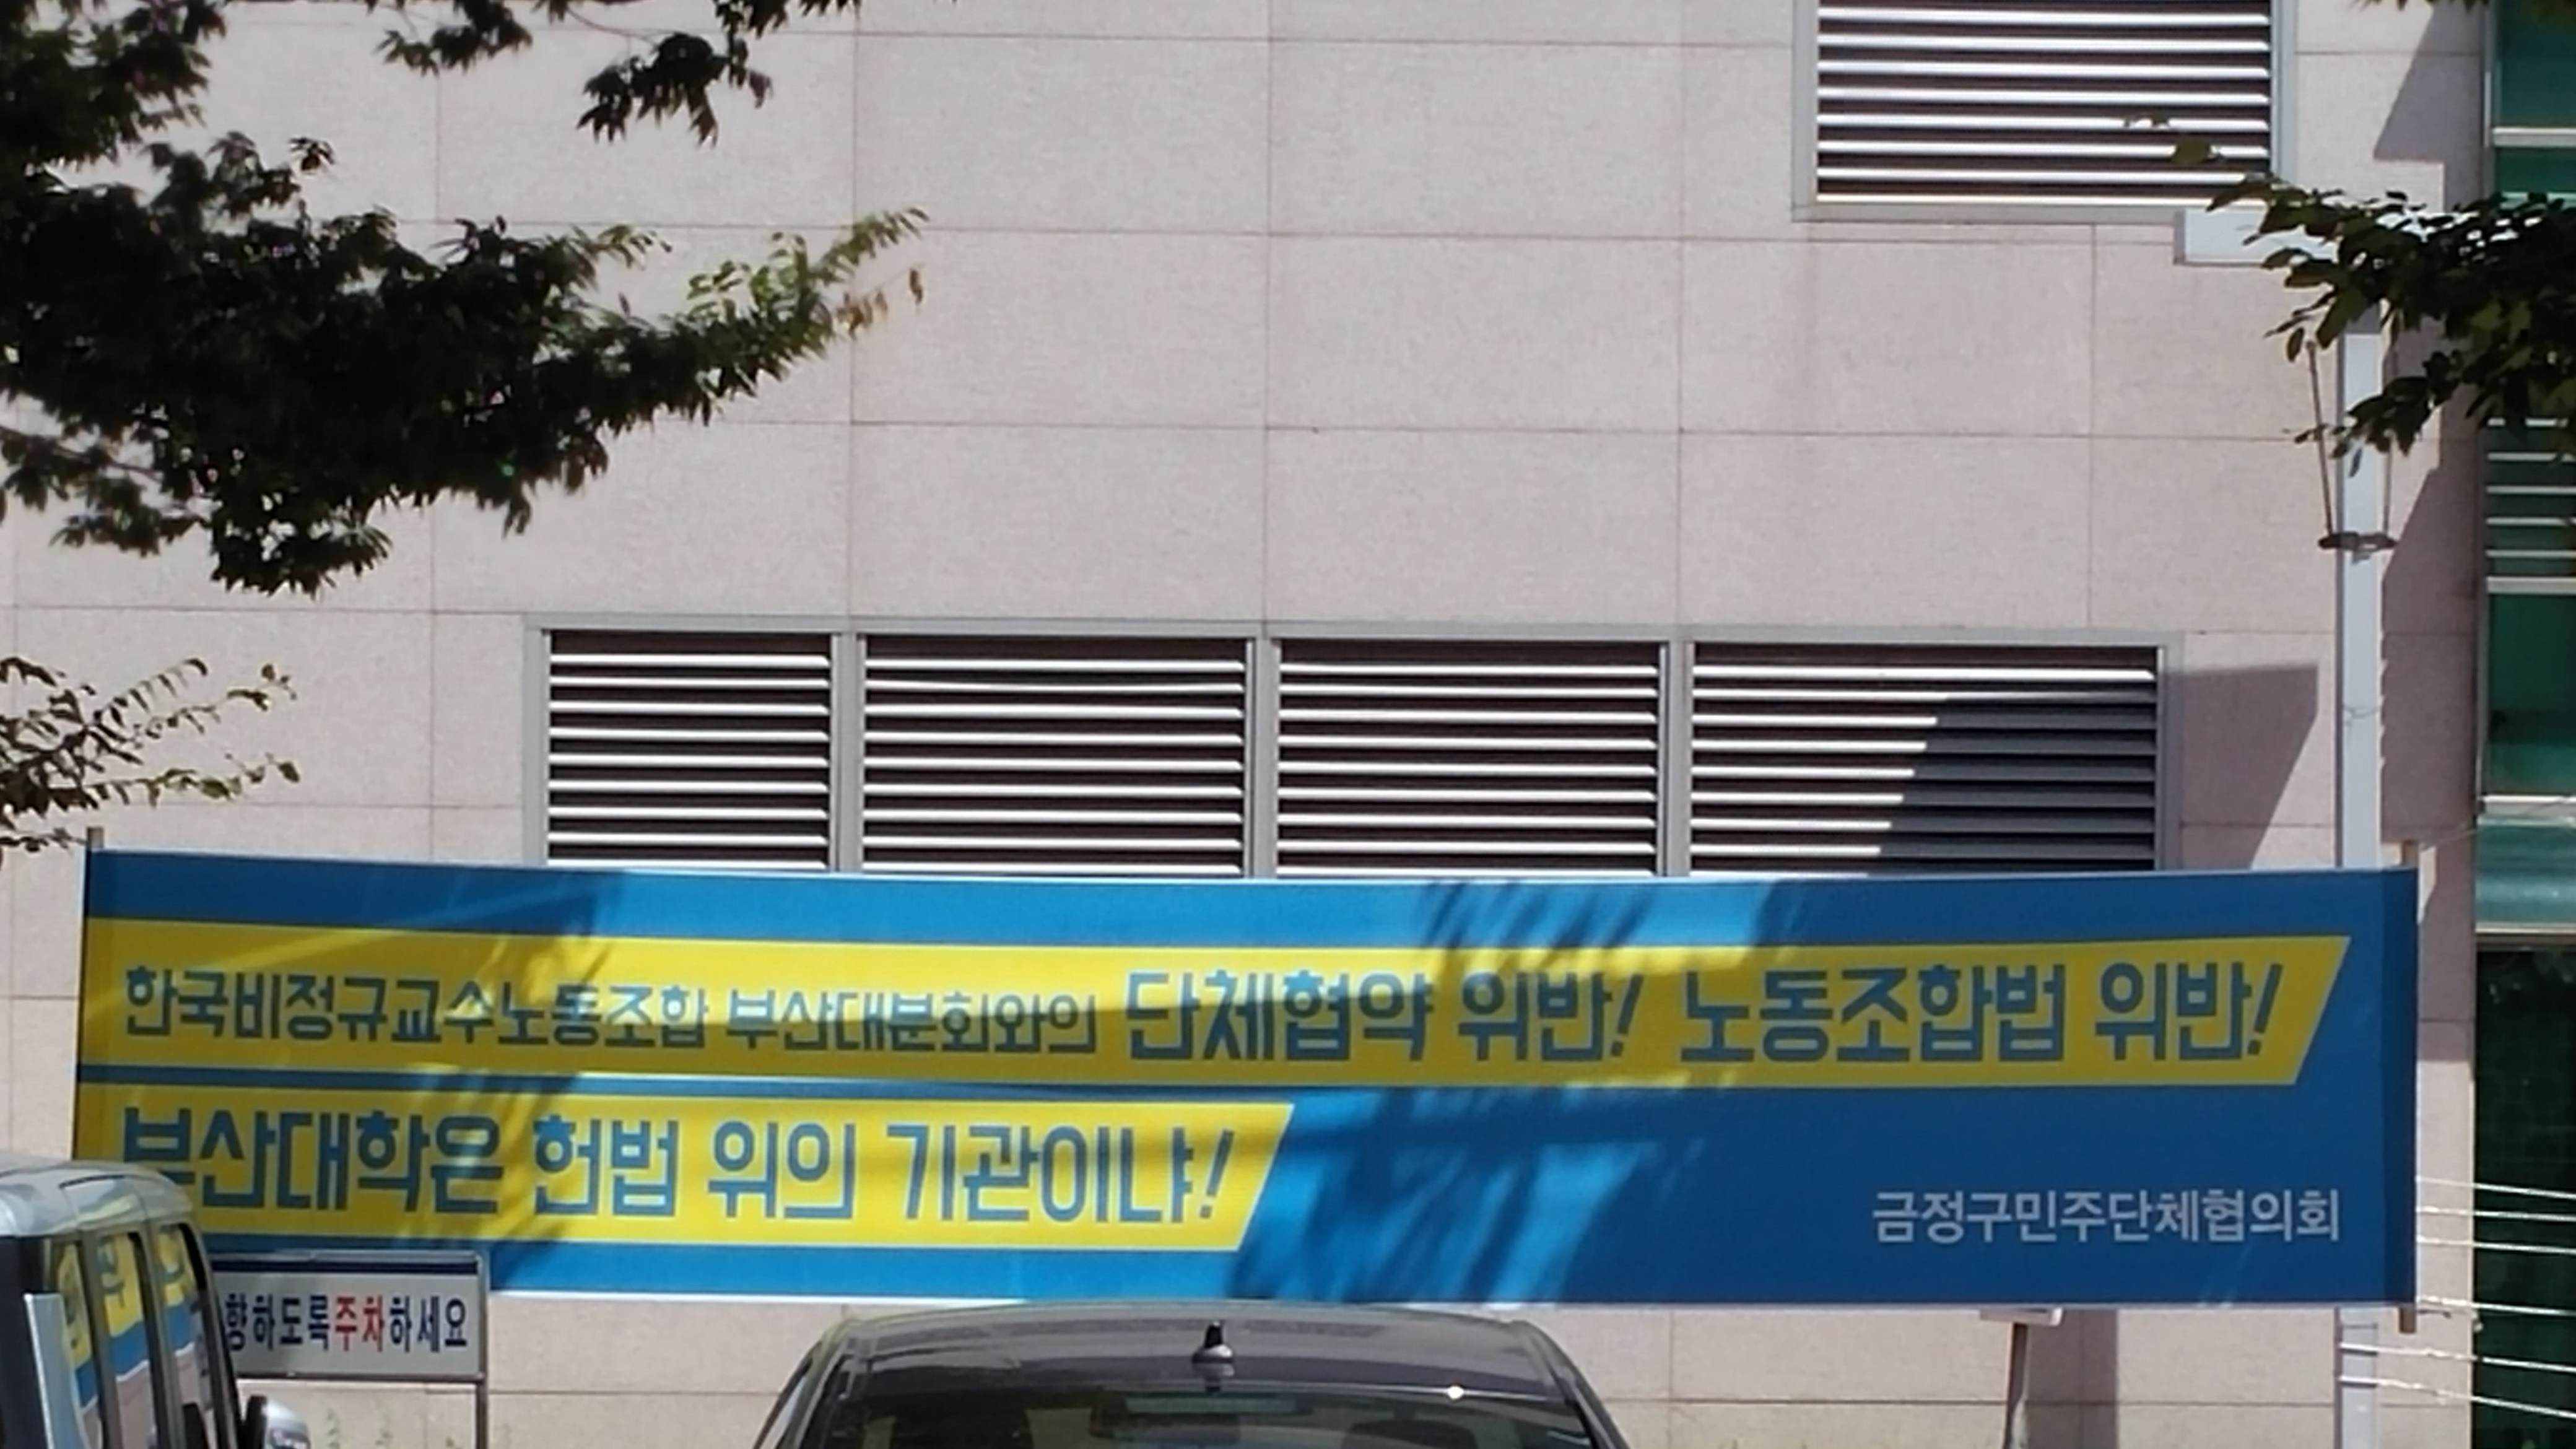 한국비정규교수노동조합 부산대분회와의 단체협약 위반! 노동조합법 위반!
부산대학은 헌법 위의 기관이냐!
금정구민주단체협의회
향하도록주차하세요